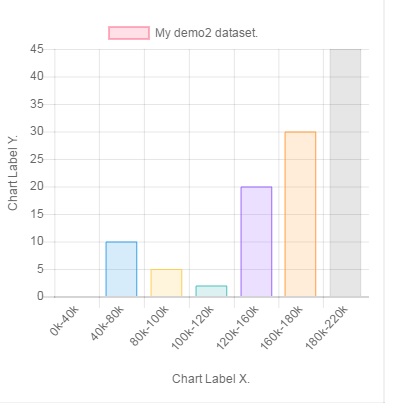 My demo2 dataset.
45
40
35
30
25
20
15
10
5
0
Chart Label Y.
0k-40k
40k-80k
80k-100k
100k-120k
120k-160k
160k-180k
180k-220k
Chart Label X.